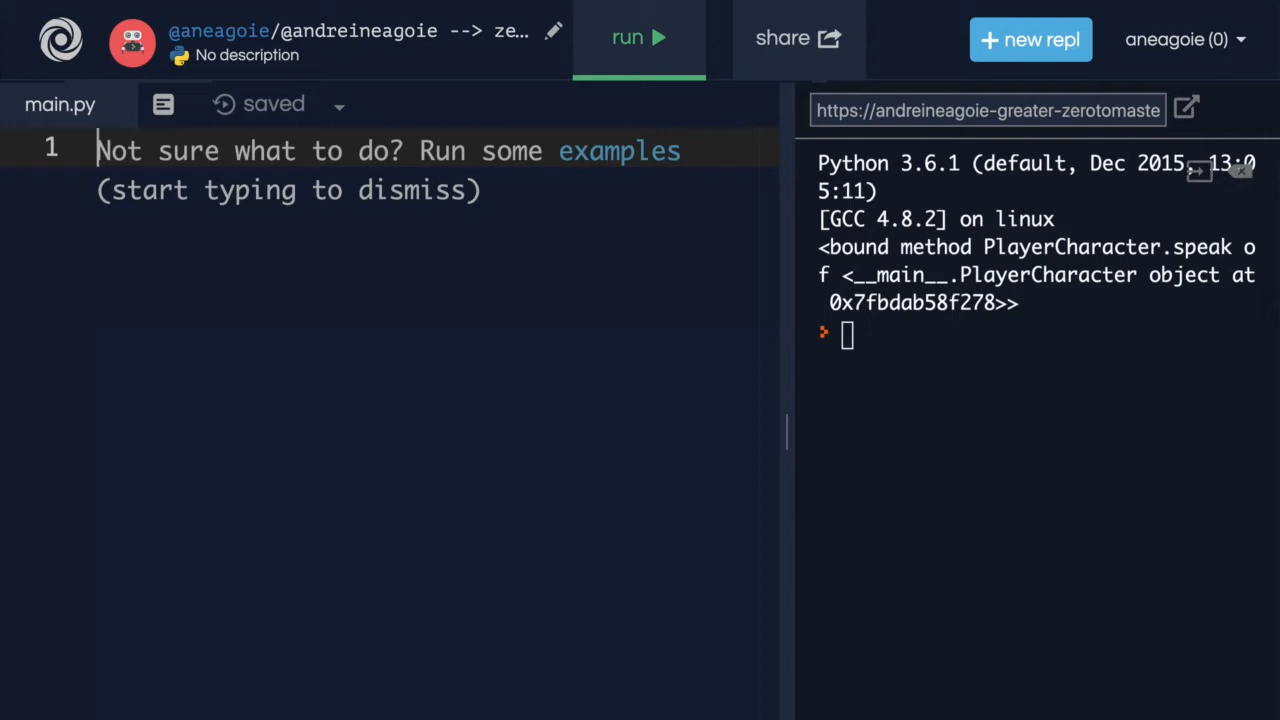 @aneagoie/@andreineagoie --> ze...
No description
run
share
+ new repl
aneagoie (0)
main.py
saved
https://andreineagoie-greater-zerotomaste
1
Not sure what to do? Run some examples
(start typing to dismiss)
Python 3.6.1 (default, Dec 2015, 13:0
5:11)
[GCC 4.8.2] on linux
<bound method PlayerCharacter.speak o
f <__main__.PlayerCharacter object at
0x7fbdab58f278>>